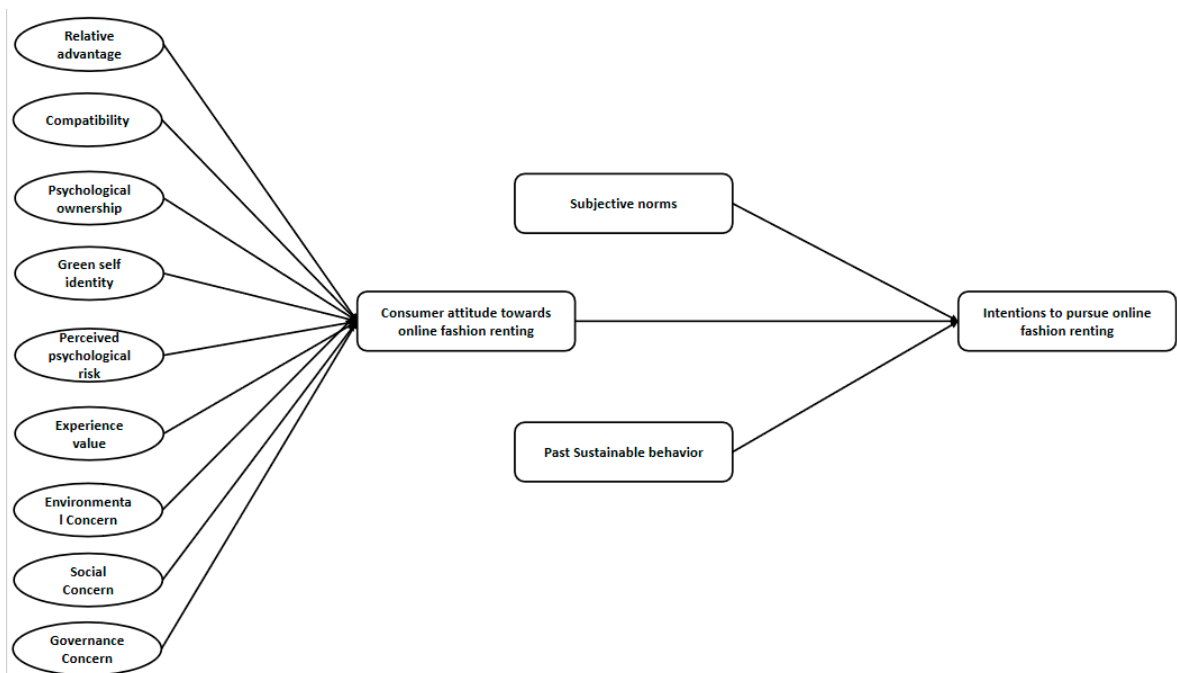 Relative
advantage
Compatibility
Psychological
ownership
Green self
identity
Perceived
psychological
risk
Experience
value
Environmenta
l Concern
Social
Concern
Governance
Concern
Subjective norms
Consumer attitude towards
online fashion renting
Past Sustainable behavior
Intentions to pursue online
fashion renting